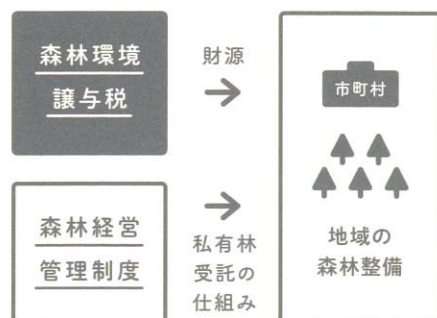 森林環境
譲与税
財源
市町村
森林経営
管理制度
私有林
受託の
仕組み
地域の
森林整備